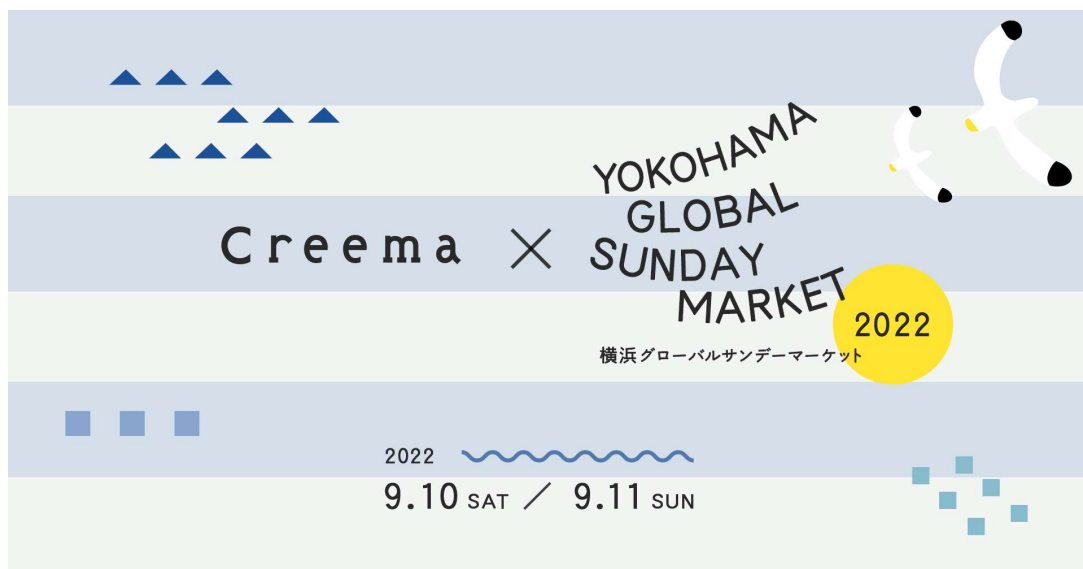 Creema ×
YOKOHAMA
GLOBAL
SUNDAY
MARKET
2022
横浜グローバルサンデーマーケット
2022
9.10 SAT / 9.11 SUN